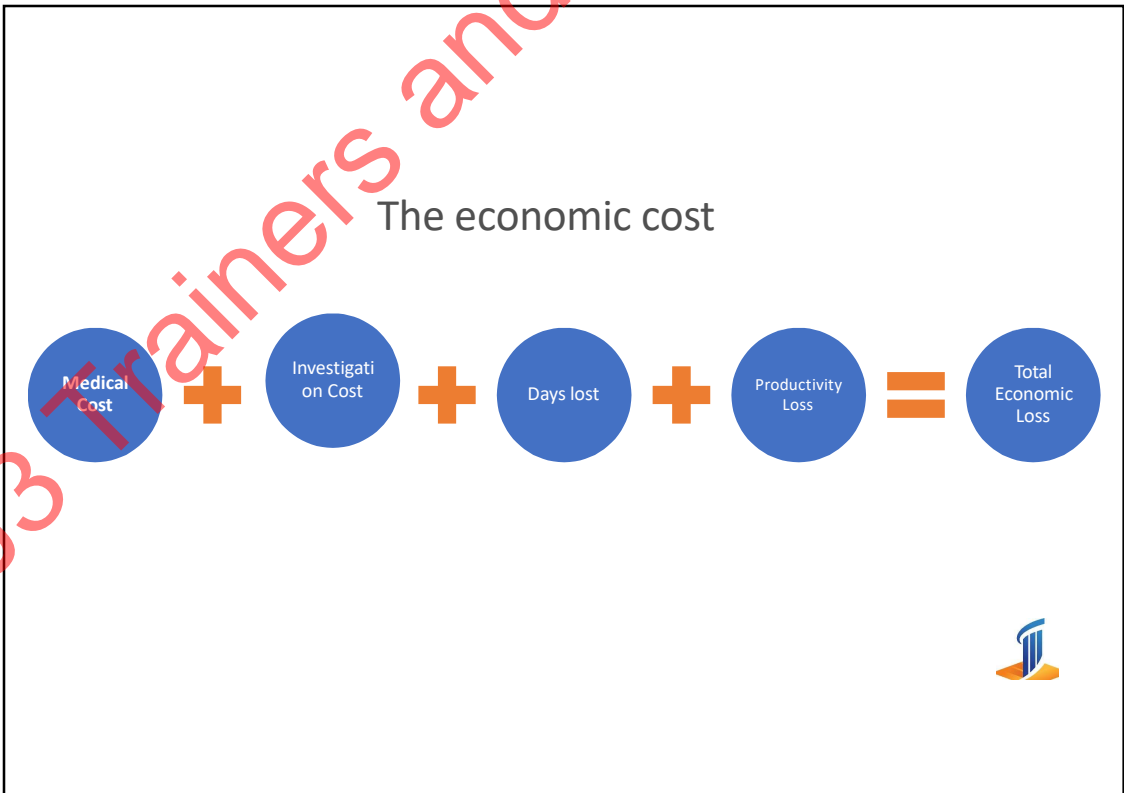 The economic cost
Medical
Cost
Investigati
on Cost
Days lost
Productivity
Loss
Total
Economic
Loss
3 Trainers and